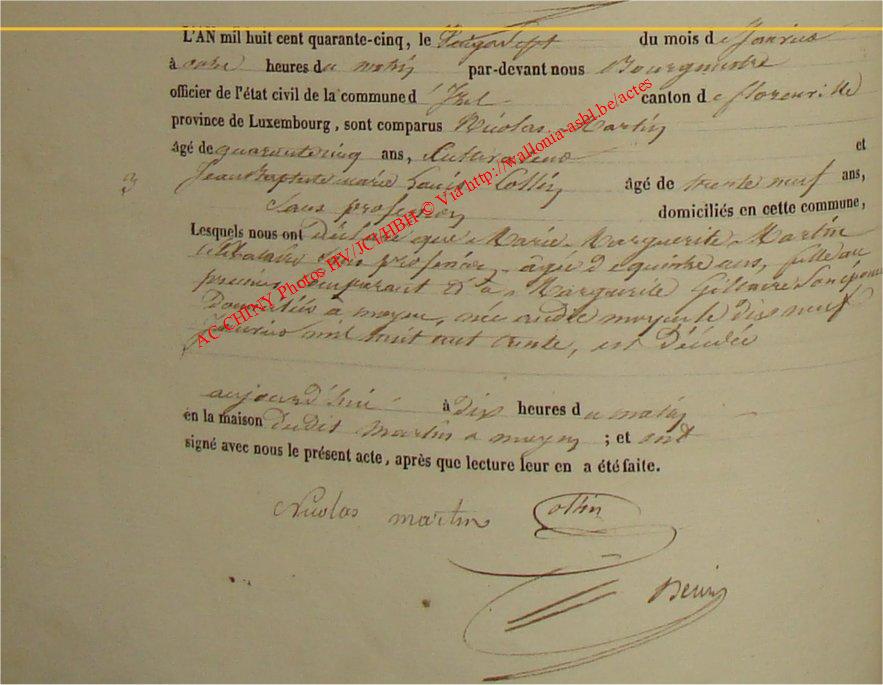 L'AN mil huit cent quarante-cinq, le vingt sept du mois de Janvier
à onze heures du matin par-devant nous Bourgmestre
officier de l'état civil de la commune d' Izel canton de florenville
province de Luxembourg, sont comparus Nicolas Martin
âgé de quarantecinq ans, Cultivateur et
Jean Baptiste marie Louis Collin âgé de trente neuf ans,
3
Sans profession domiciliés en cette commune,
Lesquels nous ont déclaré que Marie Marguerite Martin
célibataire sans profession, âgée de quinze ans, fille du
premier comparant et de Marguerite Son épouse
Domiciliés à moyen, née audit moyen le dix neuf
Janvier mil huit cent trente, est Décédée
aujourd'hui à dix heures du matin
en la maison dudit Martin à moyen ; et ont
signé avec nous le présent acte, après que lecture leur en a été faite.
Nicolas martin Collin
AC-CHINY Photos HV/JCI/HBH © Via http://wallonia-asbl.be/actes